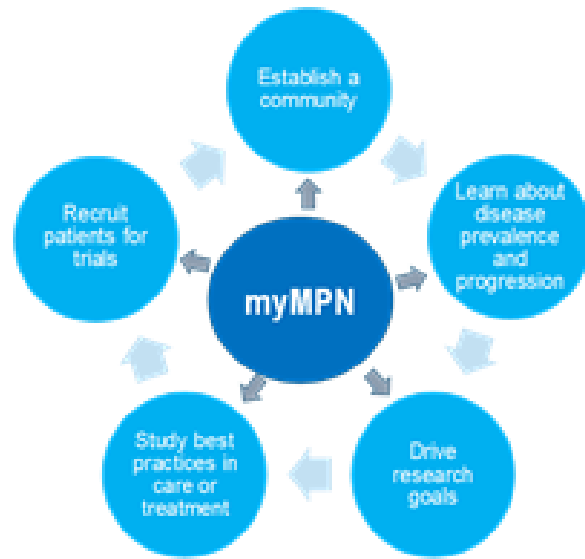 Establish a
community
Learn about
disease
prevalence
and
progression
Drive
research
goals
Study best
practices in
care or
treatment
Recruit
patients for
trials
myMPN